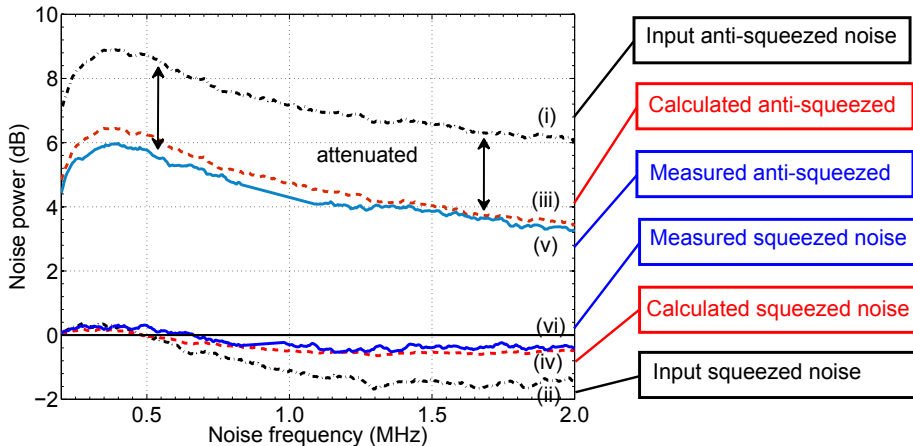 10
8
6
4
2
0
−2
Noise power (dB)
0.5
1.0
1.5
2.0
Noise frequency (MHz)
attenuated
(i)
(iii)
(v)
(vi)
(iv)
(ii)
Input anti-squeezed noise
Calculated anti-squeezed
Measured anti-squeezed
Measured squeezed noise
Calculated squeezed noise
Input squeezed noise